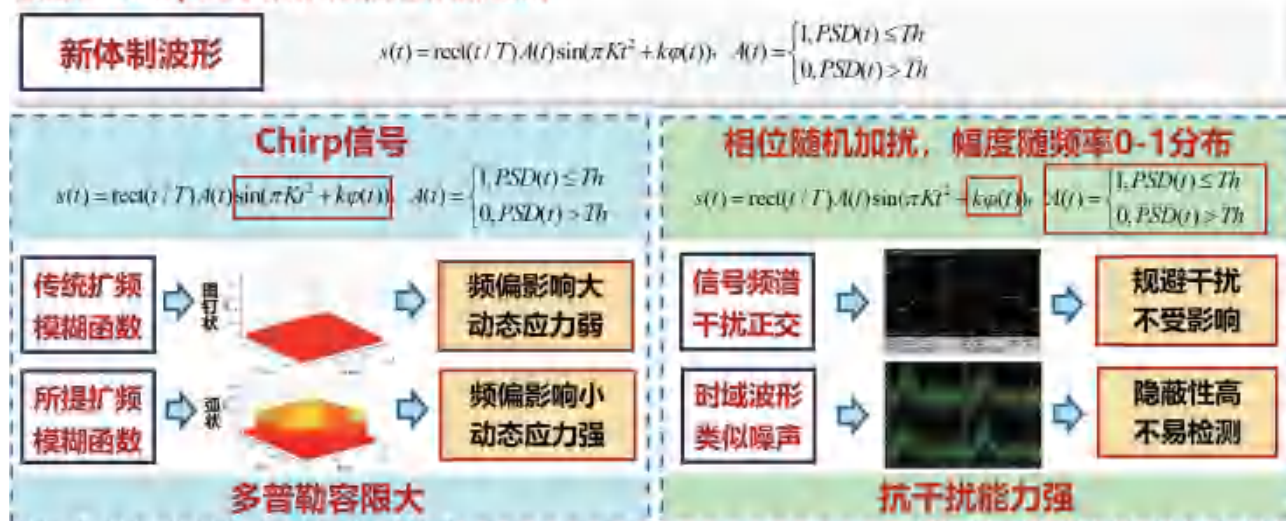 新体制波形
s(t)=rect(t/T)A(t)sin(πKt²+kφ(t)), A(t)={1,PSD(t)≤Th
0,PSD(t)>Th
Chirp信号
s(t)=rect(t/T)A(t)sin(πKt²+kφ(t)) A(t)={1,PSD(t)≤Th
0,PSD(t)>Th
传统扩频
模糊函数
图钉状
频偏影响大
动态应力弱
所提扩频
模糊函数
弧状
频偏影响小
动态应力强
多普勒容限大
相位随机加扰，幅度随频率0-1分布
s(t)=rect(t/T)A(t)sin(πKt²+kφ(t)), A(t)={1,PSD(t)≤Th
0,PSD(t)>Th
信号频谱
干扰正交
规避干扰
不受影响
时域波形
类似噪声
隐蔽性高
不易检测
抗干扰能力强